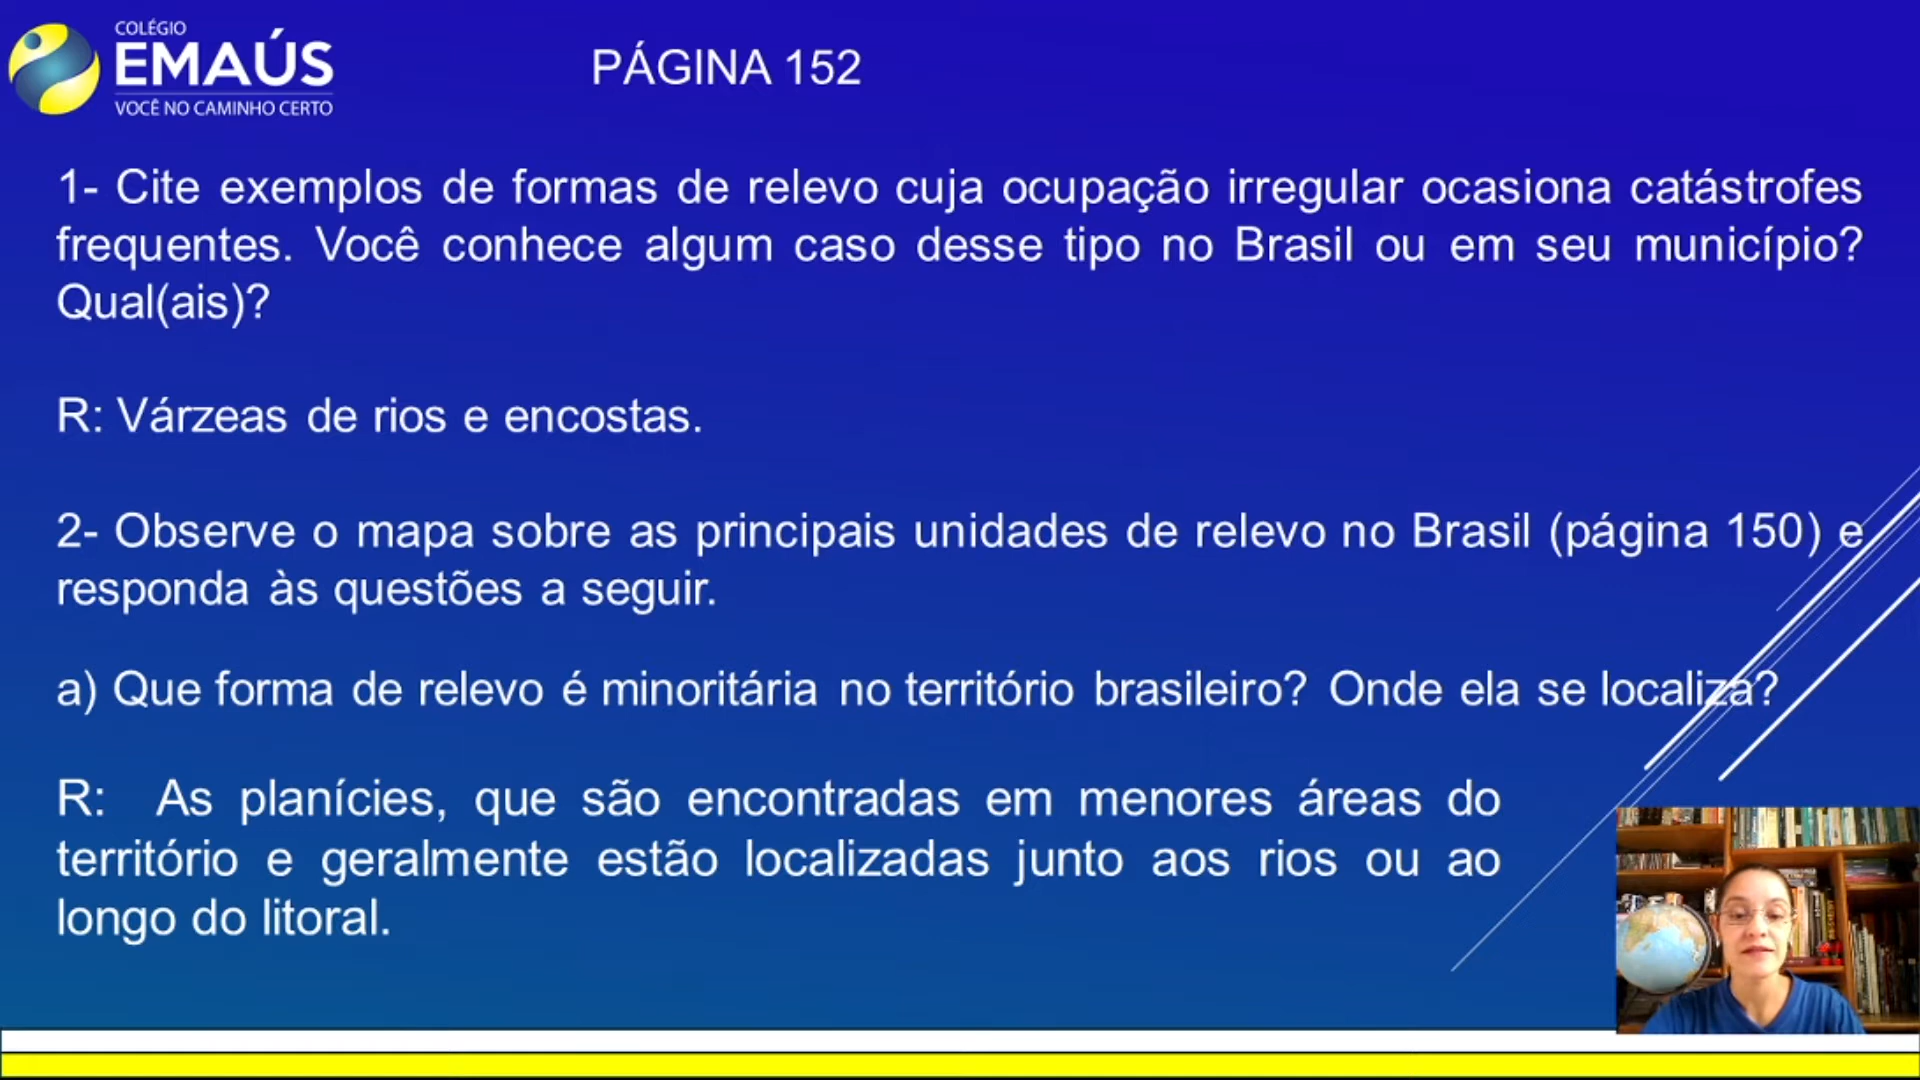 COLÉGIO
EMAÚS
VOCÊ NO CAMINHO CERTO
PÁGINA 152
1- Cite exemplos de formas de relevo cuja ocupação irregular ocasiona catástrofes
frequentes. Você conhece algum caso desse tipo no Brasil ou em seu município?
Qual(ais)?
R: Várzeas de rios e encostas.
2- Observe o mapa sobre as principais unidades de relevo no Brasil (página 150) e
responda às questões a seguir.
a) Que forma de relevo é minoritária no território brasileiro? Onde ela se localiza?
R: As planícies, que são encontradas em menores áreas do
território e geralmente estão localizadas junto aos rios ou ao
longo do litoral.